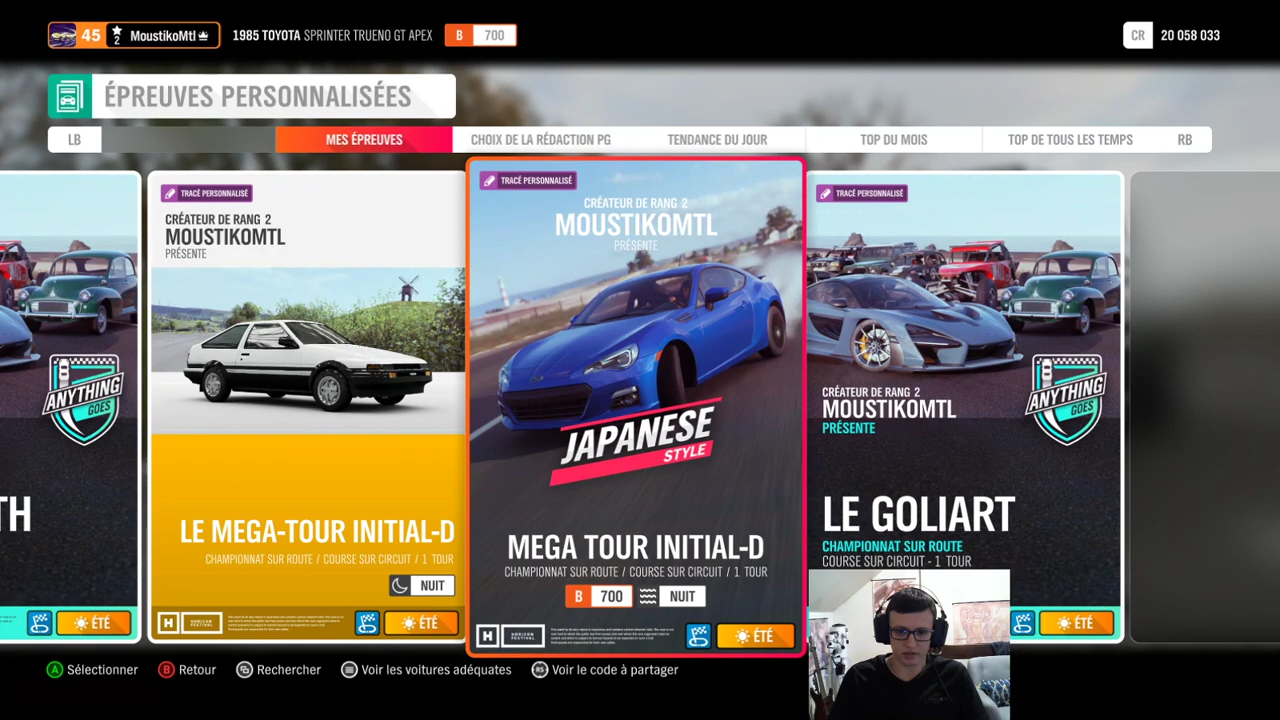 45 2 MoustikoMtl 1985 TOYOTA SPRINTER TRUENO GT APEX B 700 CR 20 058 033
ÉPREUVES PERSONNALISÉES
LB MES ÉPREUVES CHOIX DE LA RÉDACTION PG TENDANCE DU JOUR TOP DU MOIS TOP DE TOUS LES TEMPS RB
ANYTHING
GOES
TH
ÉTÉ
TRACÉ PERSONNALISÉ
CRÉATEUR DE RANG 2
MOUSTIKOMTL
PRÉSENTE
LE MEGA-TOUR INITIAL-D
CHAMPIONNAT SUR ROUTE / COURSE SUR CIRCUIT / 1 TOUR
NUIT
H HORIZON FESTIVAL
ÉTÉ
TRACÉ PERSONNALISÉ
CRÉATEUR DE RANG 2
MOUSTIKOMTL
PRÉSENTE
JAPANESE
STYLE
MEGA TOUR INITIAL-D
CHAMPIONNAT SUR ROUTE / COURSE SUR CIRCUIT / 1 TOUR
B 700 NUIT
H HORIZON FESTIVAL
ÉTÉ
TRACÉ PERSONNALISÉ
CRÉATEUR DE RANG 2
MOUSTIKOMTL
PRÉSENTE
ANYTHING
GOES
LE GOLIART
CHAMPIONNAT SUR ROUTE
COURSE SUR CIRCUIT - 1 TOUR
ÉTÉ
A Sélectionner B Retour Rechercher Voir les voitures adéquates RS Voir le code à partager